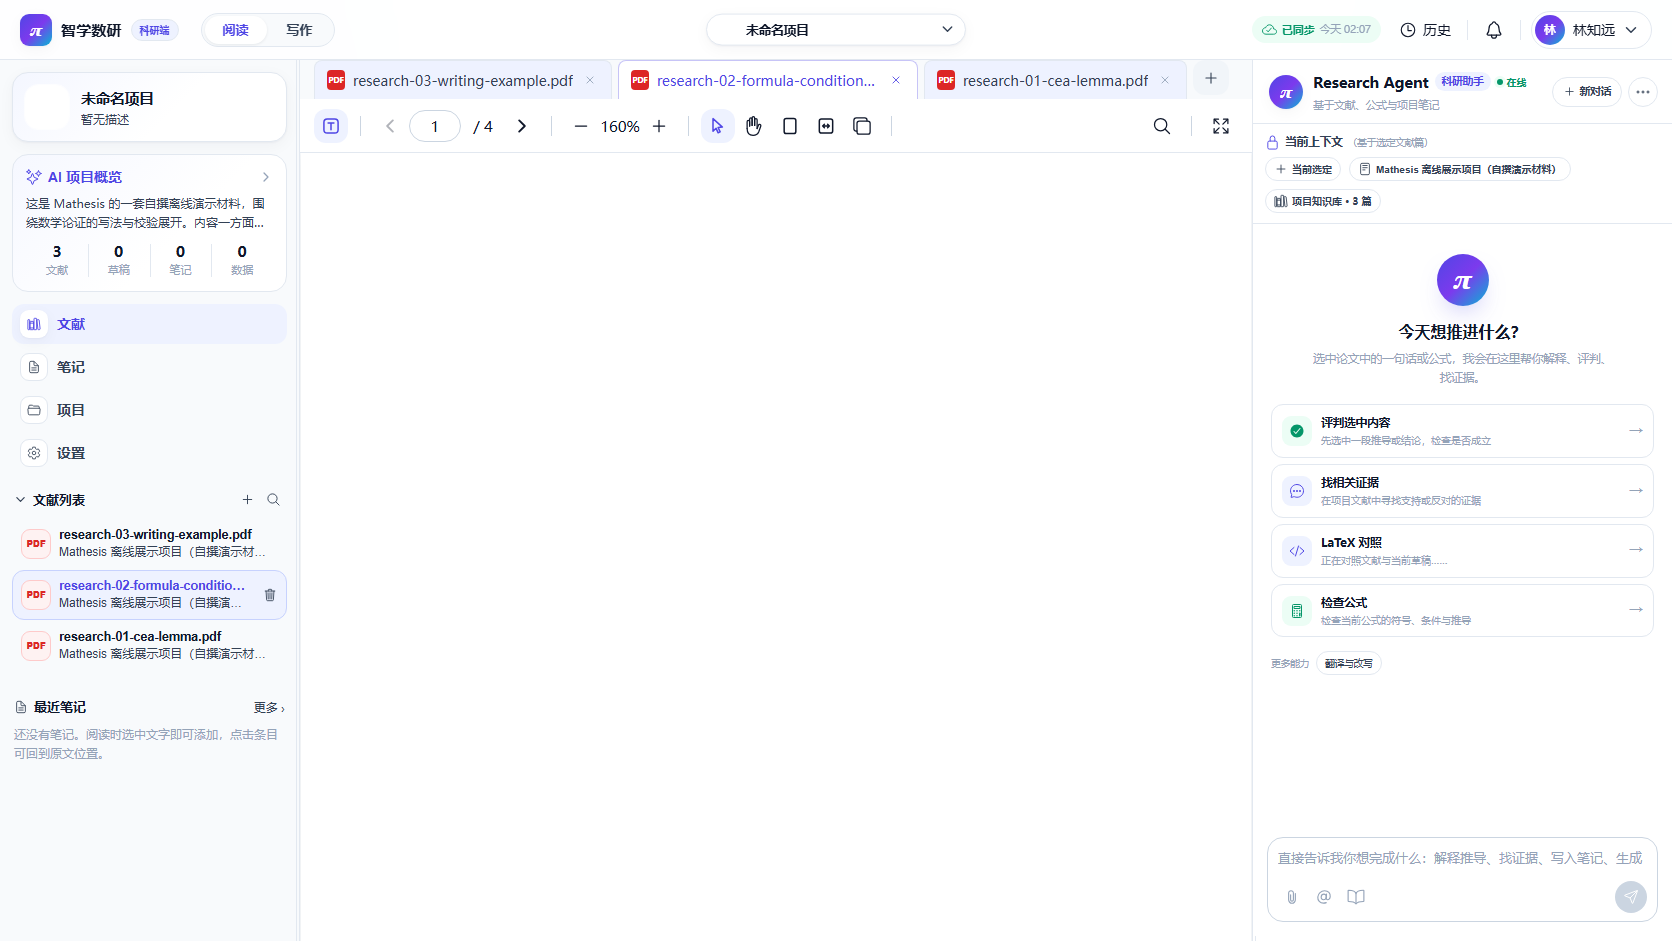 π 智学数研 科研端 阅读 写作 未命名项目 已同步 今天 02:07 历史 林 林知远
未命名项目
暂无描述
AI 项目概览
这是 Mathesis 的一套自撰离线演示材料，围
绕数学论证的写法与校验展开。内容一方面...
3 0 0 0
文献 草稿 笔记 数据
文献
笔记
项目
设置
文献列表
PDF research-03-writing-example.pdf
Mathesis 离线展示项目（自撰演示材...
PDF research-02-formula-conditio...
Mathesis 离线展示项目（自撰演...
PDF research-01-cea-lemma.pdf
Mathesis 离线展示项目（自撰演示材...
最近笔记 更多 ›
还没有笔记。阅读时选中文字即可添加，点击条目
可回到原文位置。
PDF research-03-writing-example.pdf × PDF research-02-formula-condition... × PDF research-01-cea-lemma.pdf × +
T 1 / 4 160%
π Research Agent 科研助手 在线 + 新对话
基于文献、公式与项目笔记
当前上下文 （基于选定文献篇）
+ 当前选定 Mathesis 离线展示项目（自撰演示材料）
项目知识库 • 3 篇
π
今天想推进什么？
选中论文中的一句话或公式，我会在这里帮你解释、评判、
找证据。
评判选中内容
先选中一段推导或结论，检查是否成立
找相关证据
在项目文献中寻找支持或反对的证据
LaTeX 对照
正在对照文献与当前草稿......
检查公式
检查当前公式的符号、条件与推导
更多能力 翻译与改写
直接告诉我你想完成什么：解释推导、找证据、写入笔记、生成
@